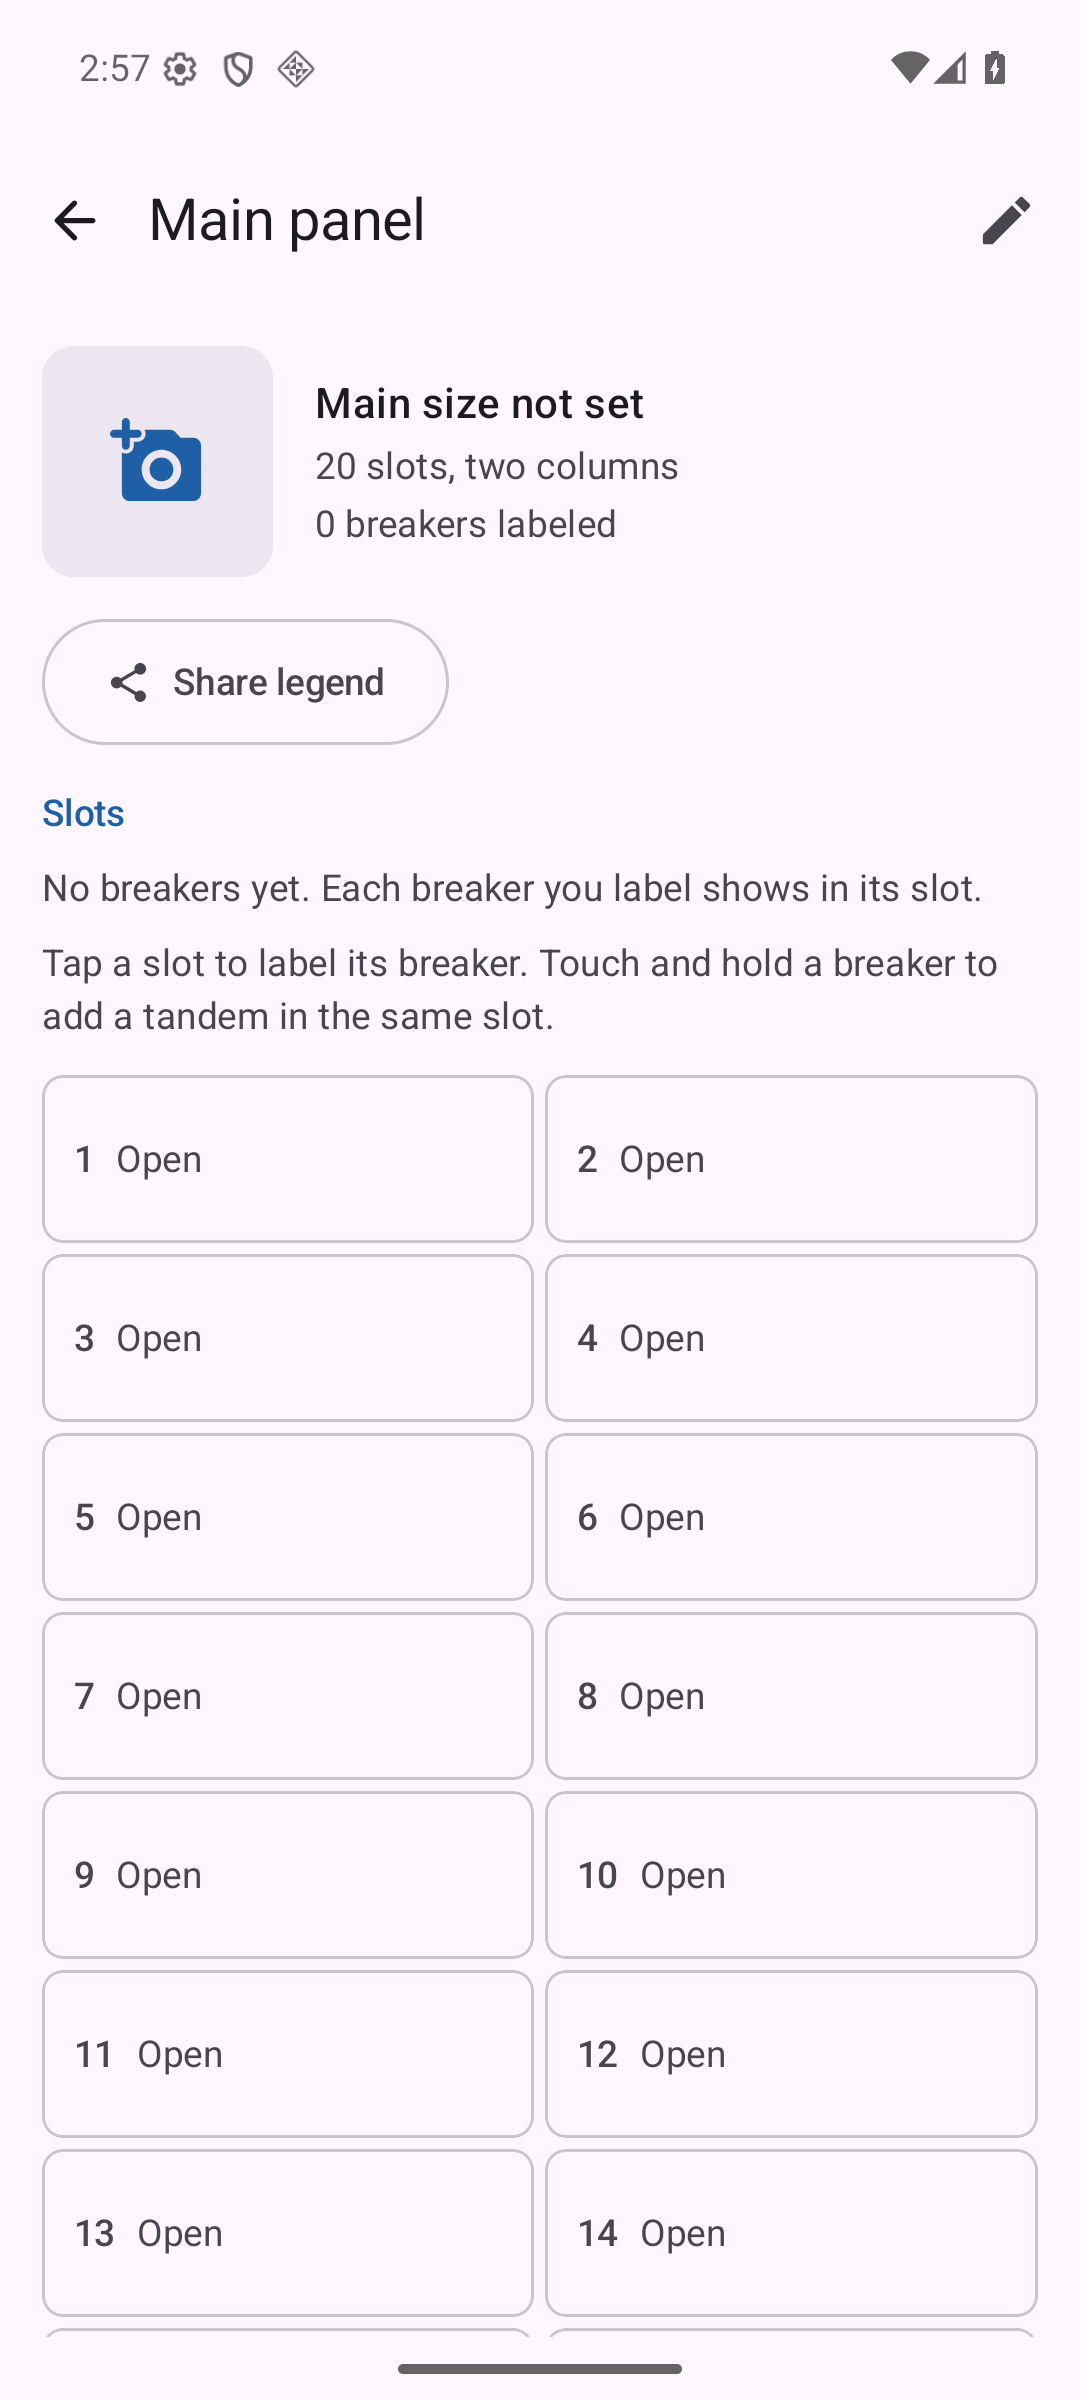 2:57
Main panel
Main size not set
20 slots, two columns
0 breakers labeled
Share legend
Slots
No breakers yet. Each breaker you label shows in its slot.
Tap a slot to label its breaker. Touch and hold a breaker to
add a tandem in the same slot.
1 Open
2 Open
3 Open
4 Open
5 Open
6 Open
7 Open
8 Open
9 Open
10 Open
11 Open
12 Open
13 Open
14 Open